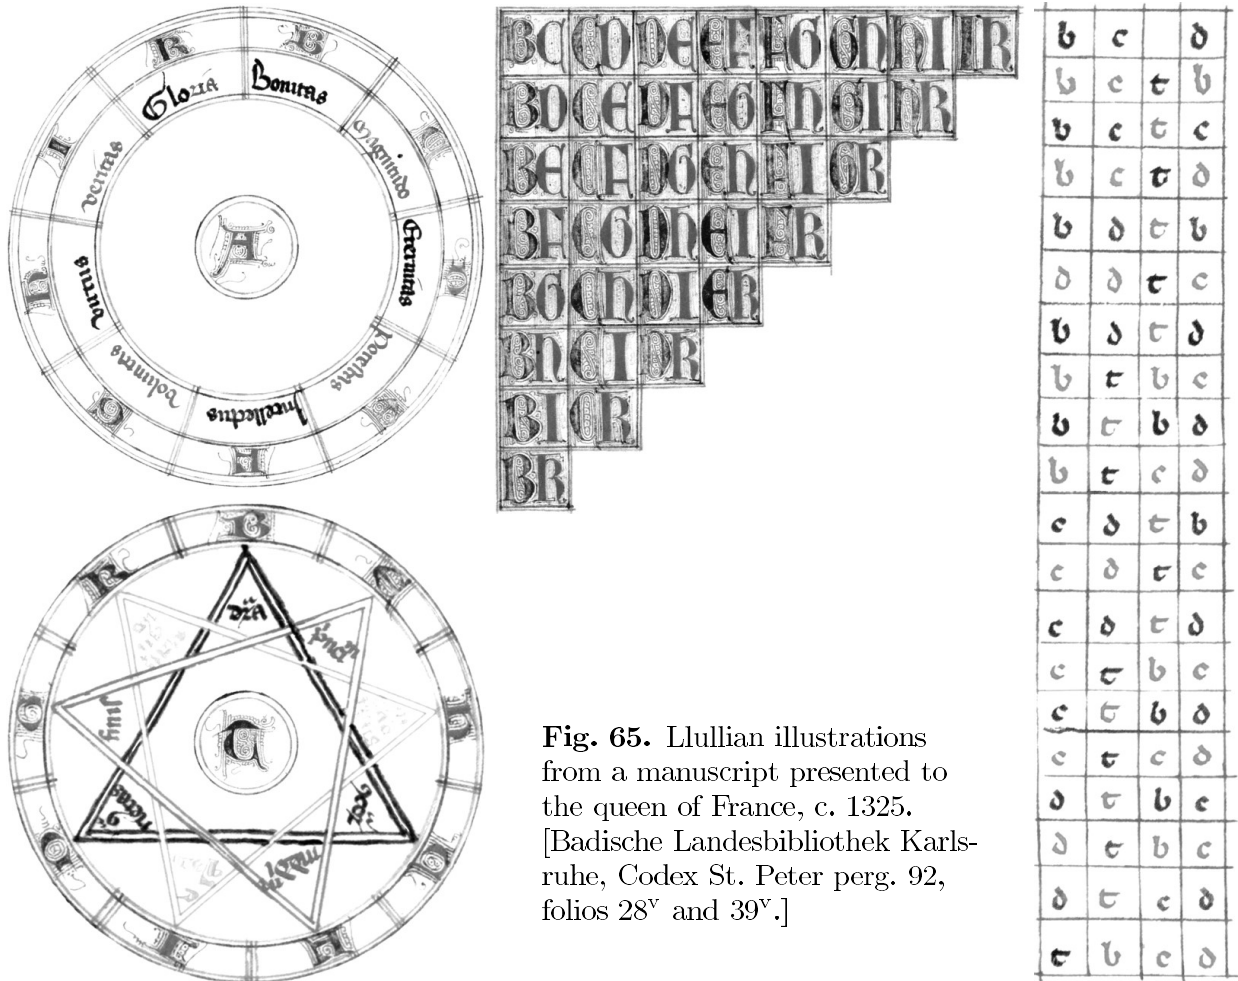 K
B
Gloria
Bonitas
I
C
veritas
magnitudo
A
Eternitas
H
D
virtus
voluntas
Potestas
Intellectus
G
E
F
BC CD DE EF FG GH HI IK
BD CE DF EG FH GI HK
BE CF DG EH FI GK
BF CG DH EI FK
BG CH DI EK
BH CI DK
BI CK
BK
b c d
b c t b
b c t c
b c t d
b d t b
d d t c
b d t d
b t b c
b t b d
b t c d
c d t b
c d t c
c d t d
c t b c
c t b d
c t c d
d t b c
d t b c
d t c d
t b c d
T
Fig. 65. Llullian illustrations
from a manuscript presented to
the queen of France, c. 1325.
[Badische Landesbibliothek Karls-
ruhe, Codex St. Peter perg. 92,
folios 28v and 39v.]